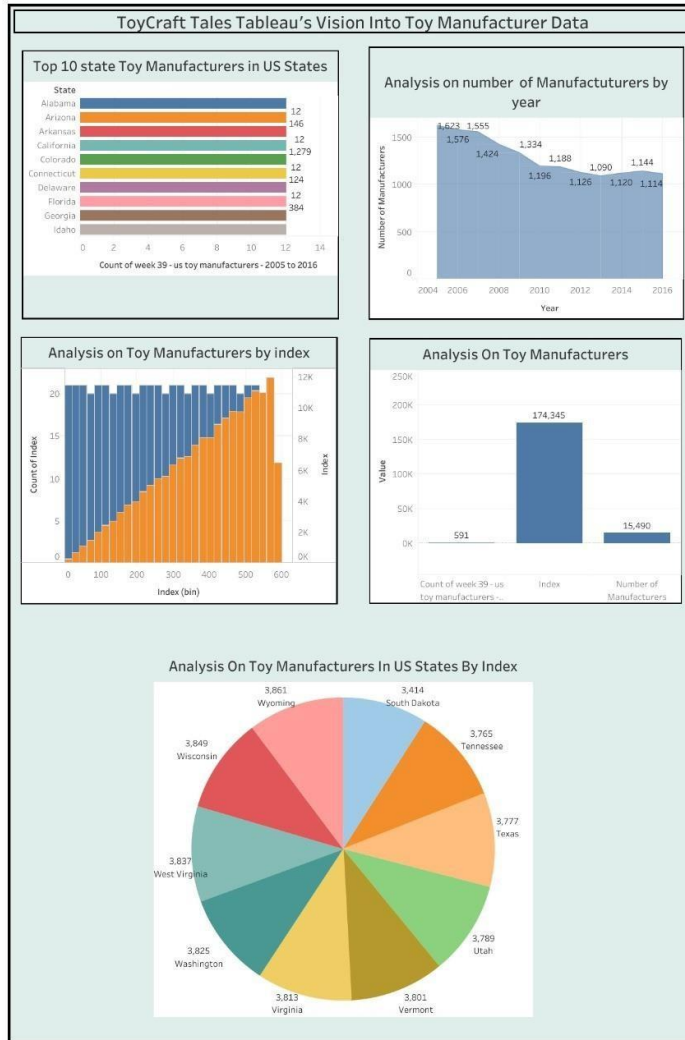 ToyCraft Tales Tableau's Vision Into Toy Manufacturer Data
Top 10 state Toy Manufacturers in US States
State
Alabama
Arizona
Arkansas
California
Colorado
Connecticut
Delaware
Florida
Georgia
Idaho
12
146
12
1,279
12
124
12
384
0 2 4 6 8 10 12 14
Count of week 39 - us toy manufacturers - 2005 to 2016
Analysis on number of Manufactuturers by
year
Number of Manufacturers
1500
1000
500
0
1,623
1,576
1,555
1,424
1,334
1,196
1,188
1,126
1,090
1,120
1,144
1,114
2004 2006 2008 2010 2012 2014 2016
Year
Analysis on Toy Manufacturers by index
Count of Index
20
15
10
5
0
12K
10K
8K
6K
4K
2K
0K
Index
0 100 200 300 400 500 600
Index (bin)
Analysis On Toy Manufacturers
Value
250K
200K
150K
100K
50K
0K
591
174,345
15,490
Count of week 39 - us
toy manufacturers -..
Index
Number of
Manufacturers
Analysis On Toy Manufacturers In US States By Index
3,861
Wyoming
3,414
South Dakota
3,849
Wisconsin
3,765
Tennessee
3,777
Texas
3,837
West Virginia
3,789
Utah
3,825
Washington
3,813
Virginia
3,801
Vermont